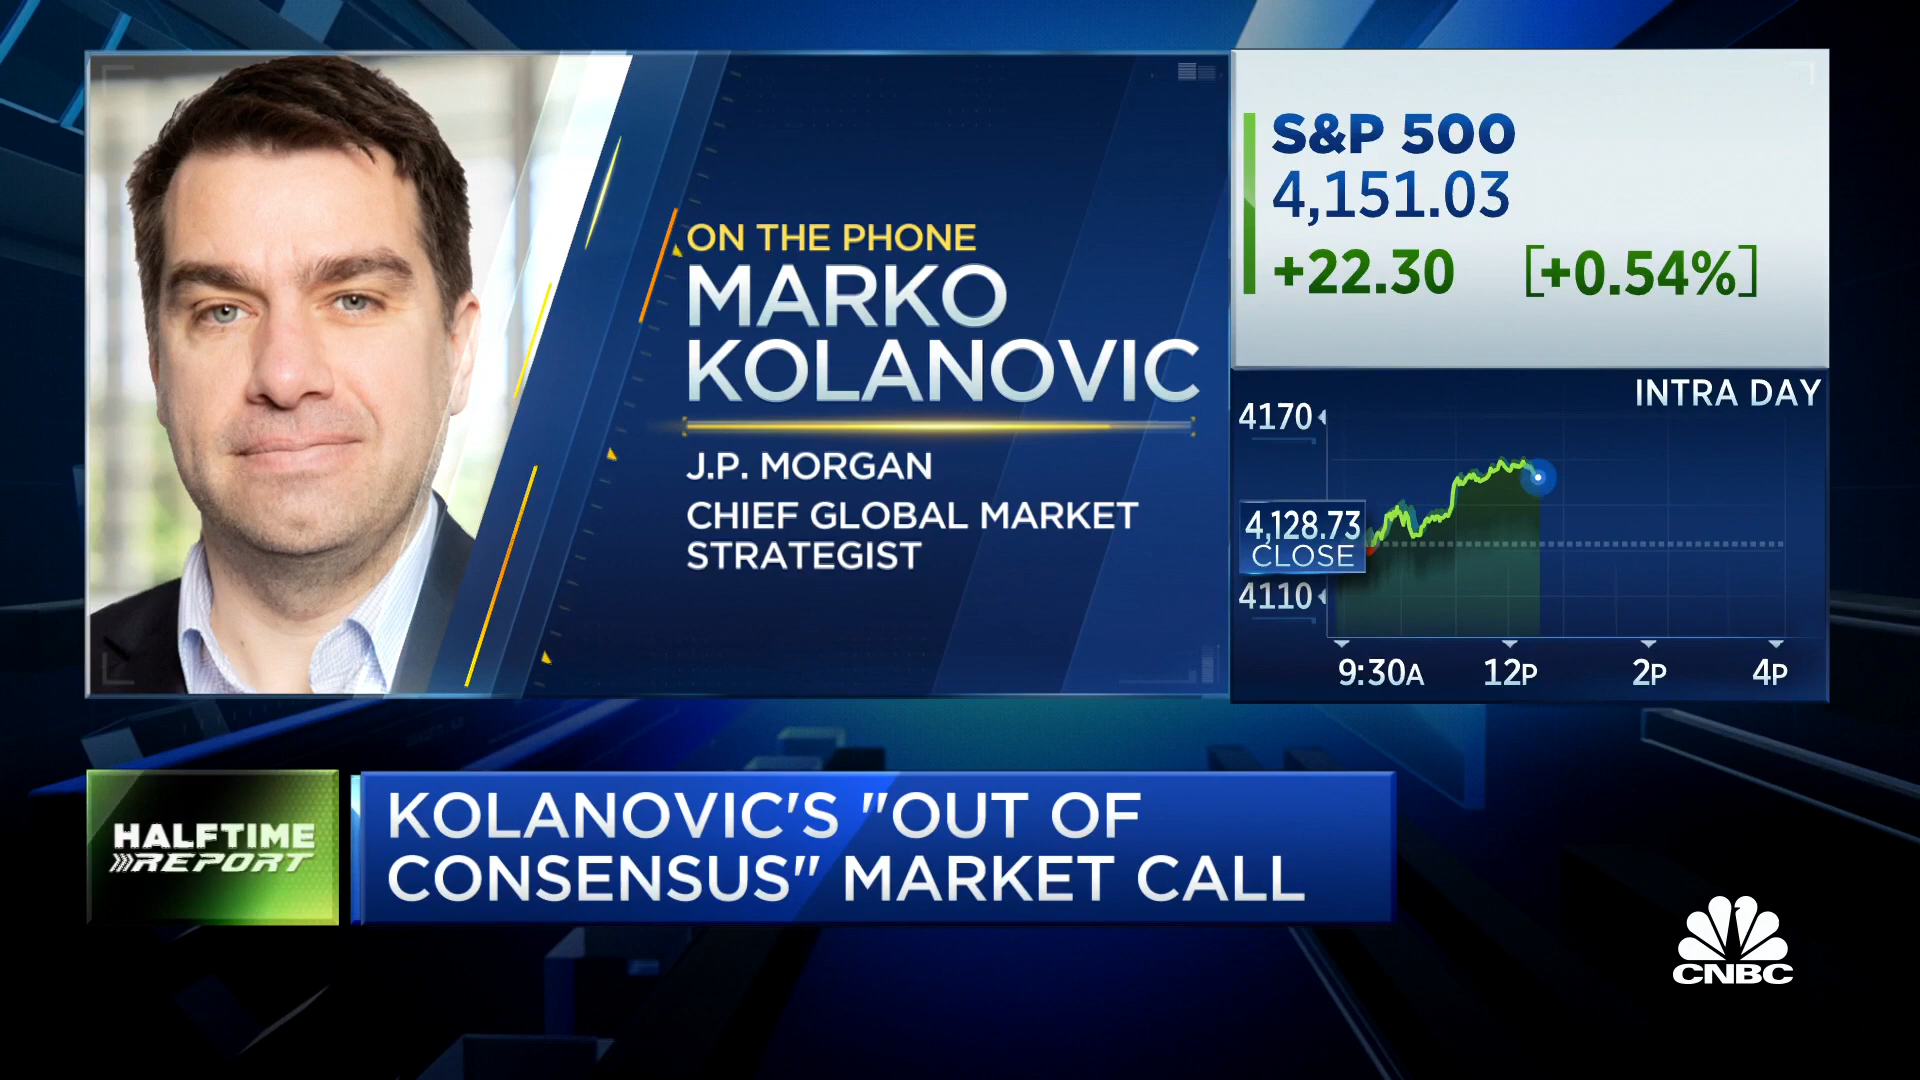 ON THE PHONE
MARKO
KOLANOVIC
J.P. MORGAN
CHIEF GLOBAL MARKET
STRATEGIST
S&P 500
4,151.03
+22.30 [+0.54%]
INTRA DAY
4170
4,128.73
CLOSE
4110
9:30A 12P 2P 4P
HALFTIME
REPORT
KOLANOVIC'S "OUT OF
CONSENSUS" MARKET CALL
CNBC